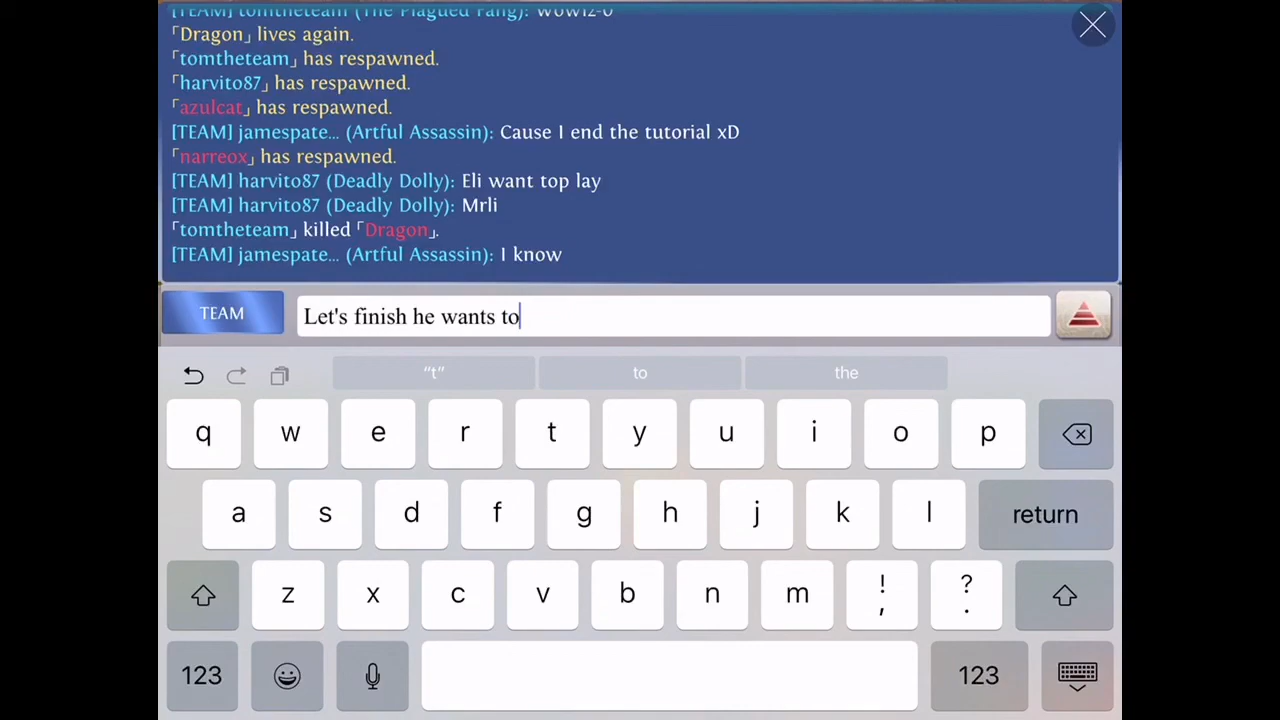 [TEAM] tomtheteam (The Plagued Fang): wow12-0
「Dragon」 lives again.
「tomtheteam」 has respawned.
「harvito87」 has respawned.
「azulcat」 has respawned.
[TEAM] jamespate... (Artful Assassin): Cause I end the tutorial xD
「narreox」 has respawned.
[TEAM] harvito87 (Deadly Dolly): Eli want top lay
[TEAM] harvito87 (Deadly Dolly): Mrli
「tomtheteam」 killed 「Dragon」.
[TEAM] jamespate... (Artful Assassin): I know
TEAM Let's finish he wants to
"t" to the
q w e r t y u i o p
a s d f g h j k l return
z x c v b n m ! , ? .
123 123